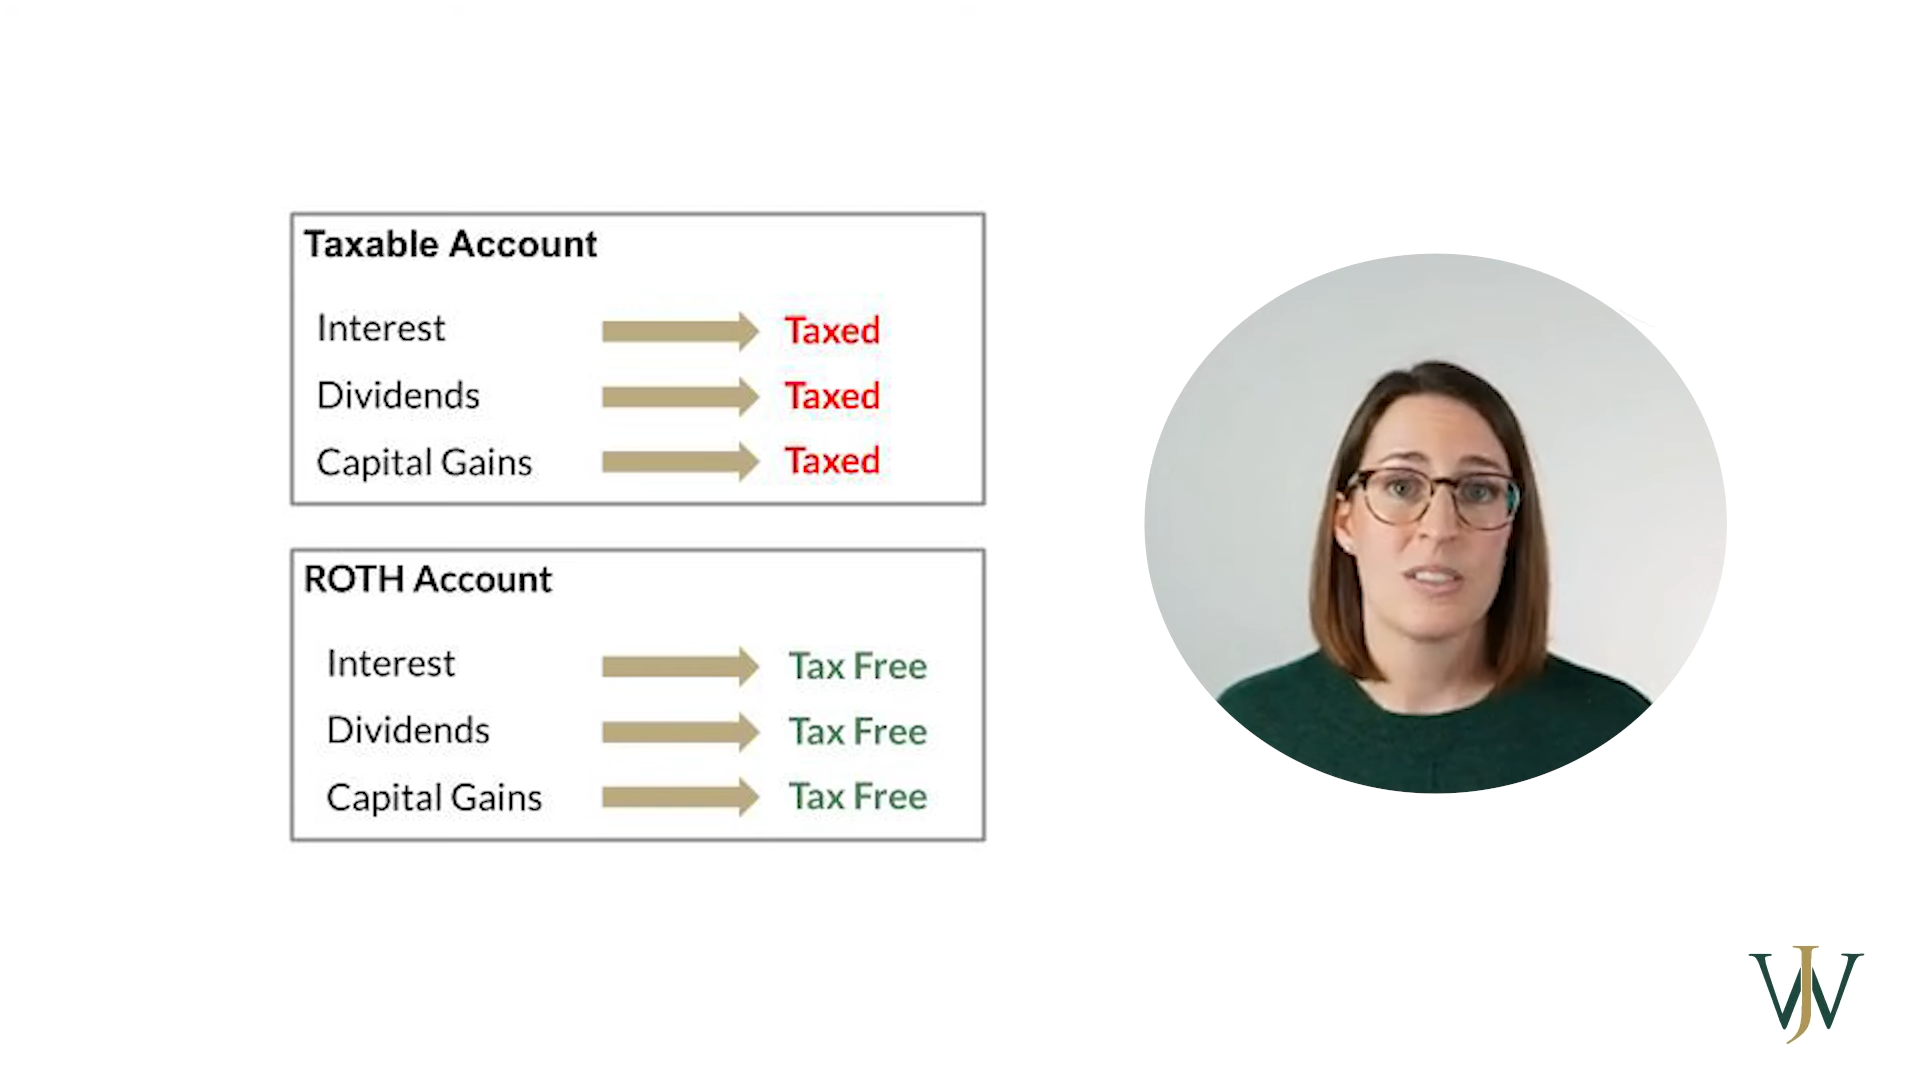 Taxable Account
Interest Taxed
Dividends Taxed
Capital Gains Taxed
ROTH Account
Interest Tax Free
Dividends Tax Free
Capital Gains Tax Free
WJ